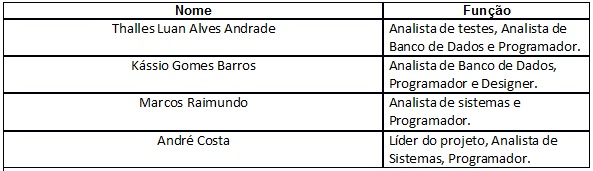 Nome Função
Thalles Luan Alves Andrade Analista de testes, Analista de
Banco de Dados e Programador.
Kássio Gomes Barros Analista de Banco de Dados,
Programador e Designer.
Marcos Raimundo Analista de sistemas e
Programador.
André Costa Líder do projeto, Analista de
Sistemas, Programador.